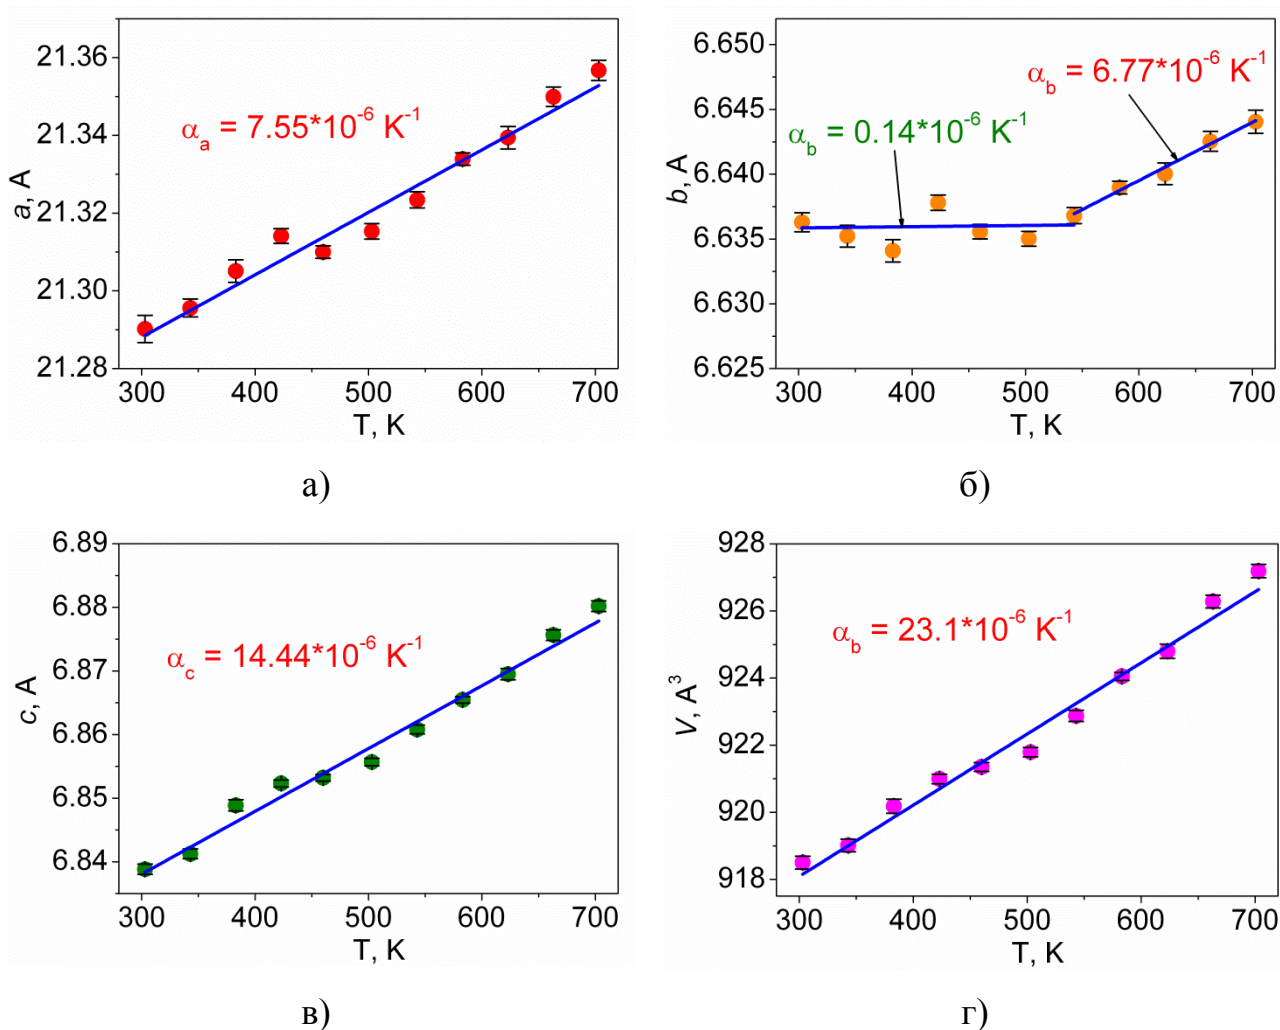 21.36
21.34
21.32
21.30
21.28
a, A
αa = 7.55*10-6 K-1
300 400 500 600 700
T, K
а)
6.650
6.645
6.640
6.635
6.630
6.625
b, A
αb = 6.77*10-6 K-1
αb = 0.14*10-6 K-1
300 400 500 600 700
T, K
б)
6.89
6.88
6.87
6.86
6.85
6.84
c, A
αc = 14.44*10-6 K-1
300 400 500 600 700
T, K
в)
928
926
924
922
920
918
V, A3
αb = 23.1*10-6 K-1
300 400 500 600 700
T, K
г)